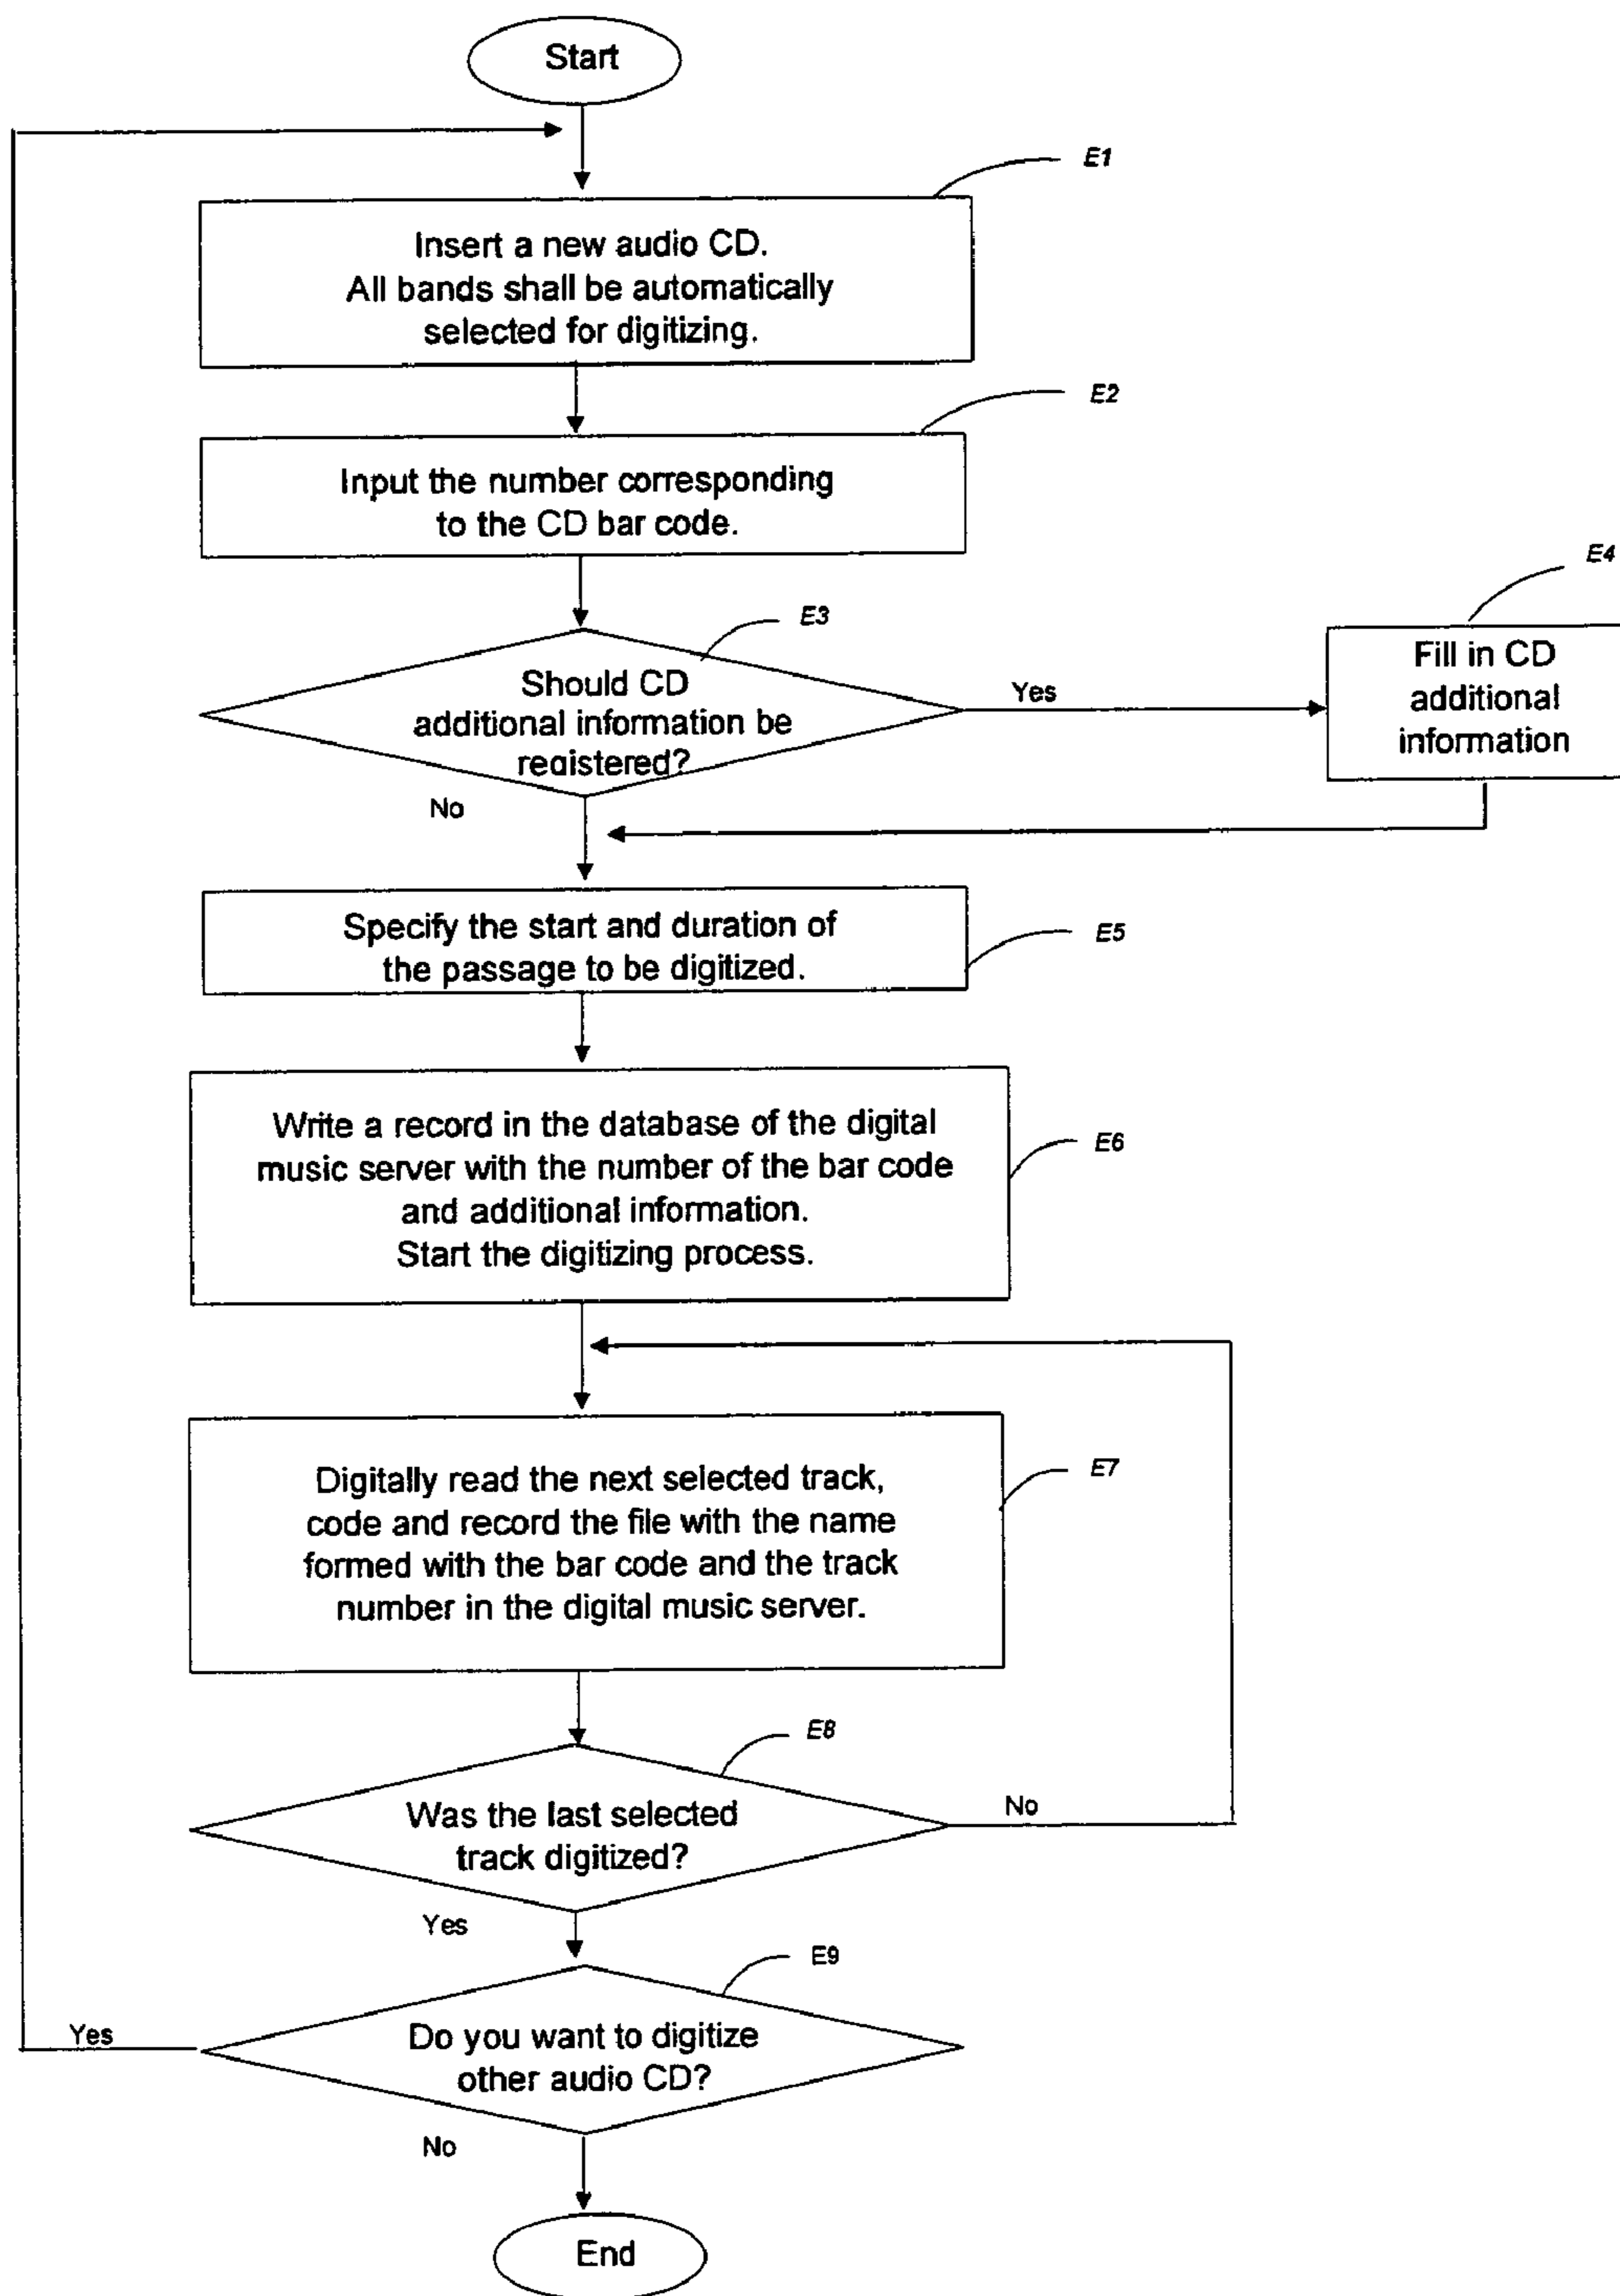 Start
E1
Insert a new audio CD.
All bands shall be automatically
selected for digitizing.
E2
Input the number corresponding
to the CD bar code.
E3
E4
Should CD
additional information be
registered?
Yes
Fill in CD
additional
information
No
Specify the start and duration of
the passage to be digitized.
E5
Write a record in the database of the digital
music server with the number of the bar code
and additional information.
Start the digitizing process.
E6
Digitally read the next selected track,
code and record the file with the name
formed with the bar code and the track
number in the digital music server.
E7
E8
Was the last selected
track digitized?
No
Yes
E9
Do you want to digitize
other audio CD?
Yes
No
End